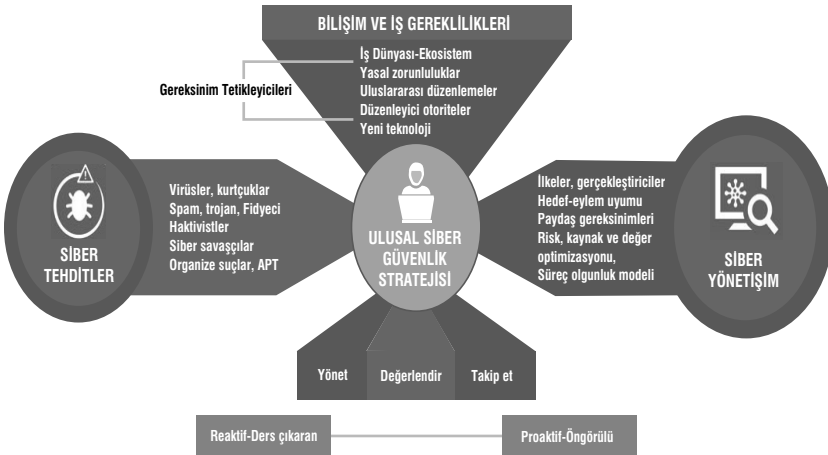 BİLİŞİM VE İŞ GEREKLİLİKLERİ
Gereksinim Tetikleyicileri
İş Dünyası-Ekosistem
Yasal zorunluluklar
Uluslararası düzenlemeler
Düzenleyici otoriteler
Yeni teknoloji
SİBER
TEHDİTLER
Virüsler, kurtçuklar
Spam, trojan, Fidyeci
Haktivistler
Siber savaşçılar
Organize suçlar, APT
ULUSAL SİBER
GÜVENLİK
STRATEJİSİ
İlkeler, gerçekleştiriciler
Hedef-eylem uyumu
Paydaş gereksinimleri
Risk, kaynak ve değer
optimizasyonu,
Süreç olgunluk modeli
SİBER
YÖNETİŞİM
Yönet
Değerlendir
Takip et
Reaktif-Ders çıkaran
Proaktif-Öngörülü